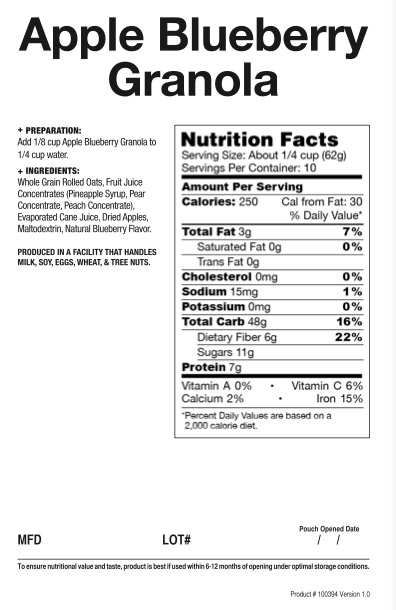 Apple Blueberry
Granola
+ PREPARATION:
Add 1/8 cup Apple Blueberry Granola to
1/4 cup water.
+ INGREDIENTS:
Whole Grain Rolled Oats, Fruit Juice
Concentrates (Pineapple Syrup, Pear
Concentrate, Peach Concentrate),
Evaporated Cane Juice, Dried Apples,
Maltodextrin, Natural Blueberry Flavor.
PRODUCED IN A FACILITY THAT HANDLES
MILK, SOY, EGGS, WHEAT, & TREE NUTS.
Nutrition Facts
Serving Size: About 1/4 cup (62g)
Servings Per Container: 10
Amount Per Serving
Calories: 250 Cal from Fat: 30
% Daily Value*
Total Fat 3g 7%
Saturated Fat 0g 0%
Trans Fat 0g
Cholesterol 0mg 0%
Sodium 15mg 1%
Potassium 0mg 0%
Total Carb 48g 16%
Dietary Fiber 6g 22%
Sugars 11g
Protein 7g
Vitamin A 0% • Vitamin C 6%
Calcium 2% • Iron 15%
*Percent Daily Values are based on a
2,000 calorie diet.
Pouch Opened Date
MFD LOT# / /
To ensure nutritional value and taste, product is best if used within 6-12 months of opening under optimal storage conditions.
Product # 100394 Version 1.0